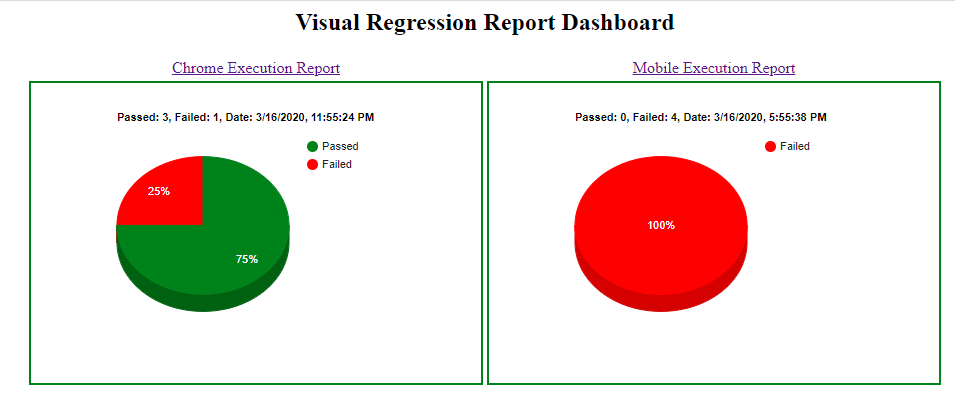 Visual Regression Report Dashboard
Chrome Execution Report
Passed: 3, Failed: 1, Date: 3/16/2020, 11:55:24 PM
Passed
Failed
25%
75%
Mobile Execution Report
Passed: 0, Failed: 4, Date: 3/16/2020, 5:55:38 PM
Failed
100%